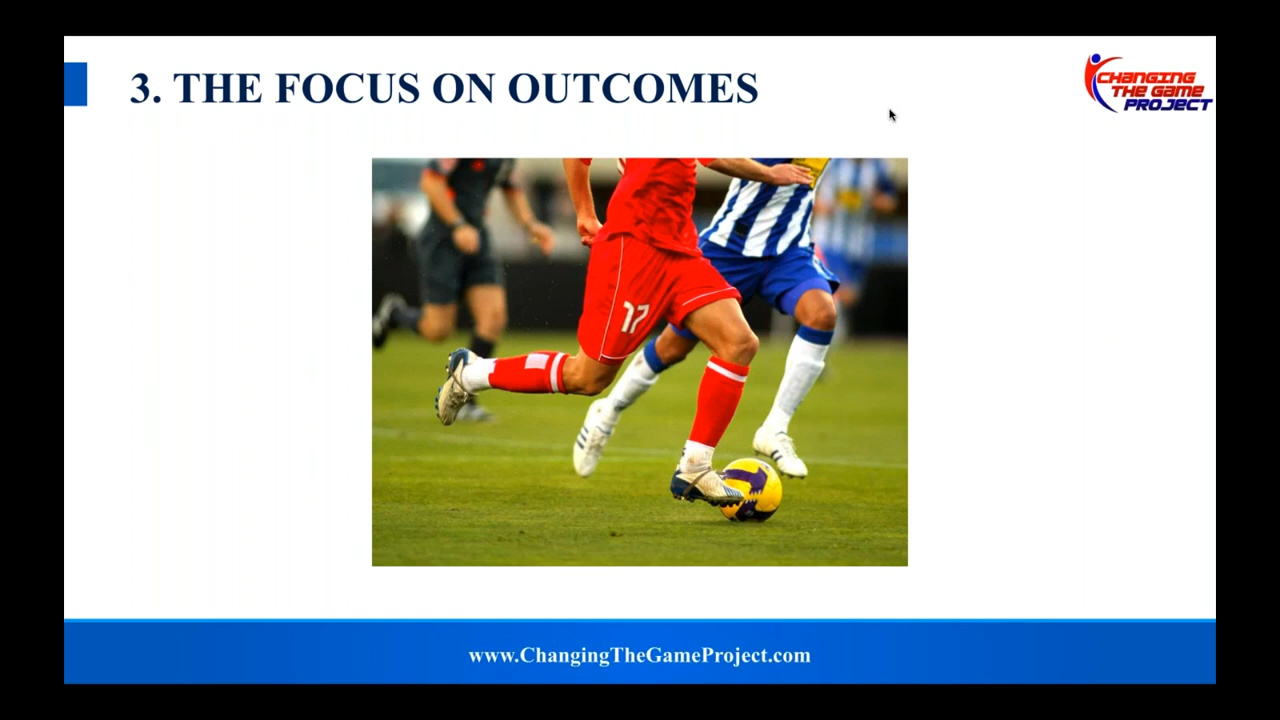 3. THE FOCUS ON OUTCOMES
CHANGING
THE GAME
PROJECT
17
www.ChangingTheGameProject.com